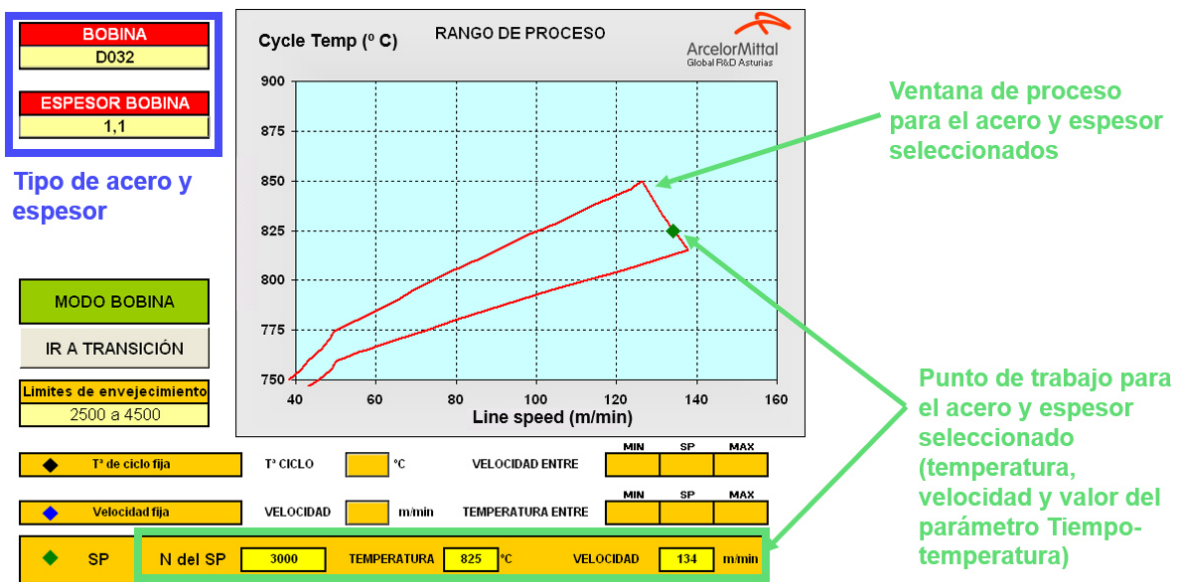 BOBINA
D032
ESPESOR BOBINA
1,1
Tipo de acero y
espesor
MODO BOBINA
IR A TRANSICIÓN
Limites de envejecimiento
2500 a 4500
Cycle Temp (º C)
RANGO DE PROCESO
ArcelorMittal
Global R&D Asturias
900
875
850
825
800
775
750
40 60 80 100 120 140 160
Line speed (m/min)
Ventana de proceso
para el acero y espesor
seleccionados
Punto de trabajo para
el acero y espesor
seleccionado
(temperatura,
velocidad y valor del
parámetro Tiempo-
temperatura)
MIN SP MAX
Tª de ciclo fija Tª CICLO ºC VELOCIDAD ENTRE
MIN SP MAX
Velocidad fija VELOCIDAD m/min TEMPERATURA ENTRE
SP N del SP 3000 TEMPERATURA 825 ºC VELOCIDAD 134 m/min